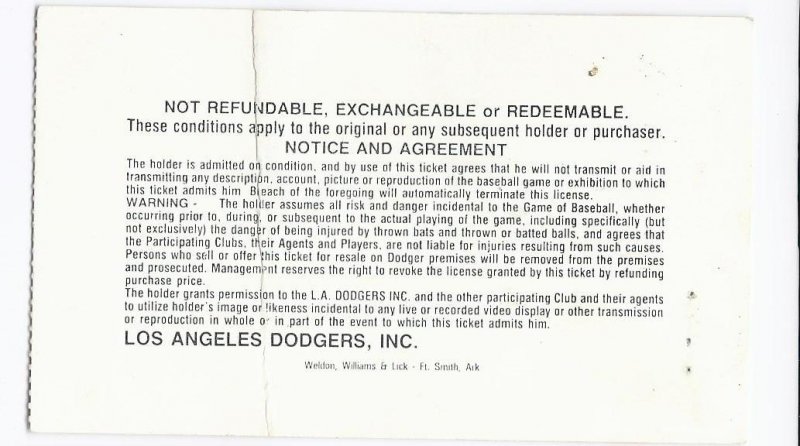 NOT REFUNDABLE, EXCHANGEABLE or REDEEMABLE.
These conditions apply to the original or any subsequent holder or purchaser.
NOTICE AND AGREEMENT
The holder is admitted on condition, and by use of this ticket agrees that he will not transmit or aid in
transmitting any description, account, picture or reproduction of the baseball game or exhibition to which
this ticket admits him. Breach of the foregoing will automatically terminate this license.
WARNING - The holder assumes all risk and danger incidental to the Game of Baseball, whether
occurring prior to, during, or subsequent to the actual playing of the game, including specifically (but
not exclusively) the danger of being injured by thrown bats and thrown or batted balls, and agrees that
the Participating Clubs, their Agents and Players, are not liable for injuries resulting from such causes.
Persons who sell or offer this ticket for resale on Dodger premises will be removed from the premises
and prosecuted. Management reserves the right to revoke the license granted by this ticket by refunding
purchase price.
The holder grants permission to the L.A. DODGERS INC. and the other participating Club and their agents
to utilize holder's image or likeness incidental to any live or recorded video display or other transmission
or reproduction in whole or in part of the event to which this ticket admits him.
LOS ANGELES DODGERS, INC.
Weldon, Williams & Lick - Ft. Smith, Ark